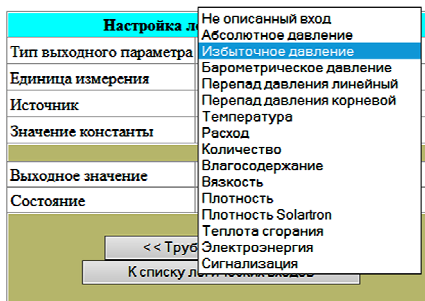 Настройка ло
Тип выходного параметра
Единица измерения
Источник
Значение константы
Выходное значение
Состояние
Не описанный вход
Абсолютное давление
Избыточное давление
Барометрическое давление
Перепад давления линейный
Перепад давления корневой
Температура
Расход
Количество
Влагосодержание
Вязкость
Плотность
Плотность Solartron
Теплота сгорания
Электроэнергия
Сигнализация
<< Труб
К списку